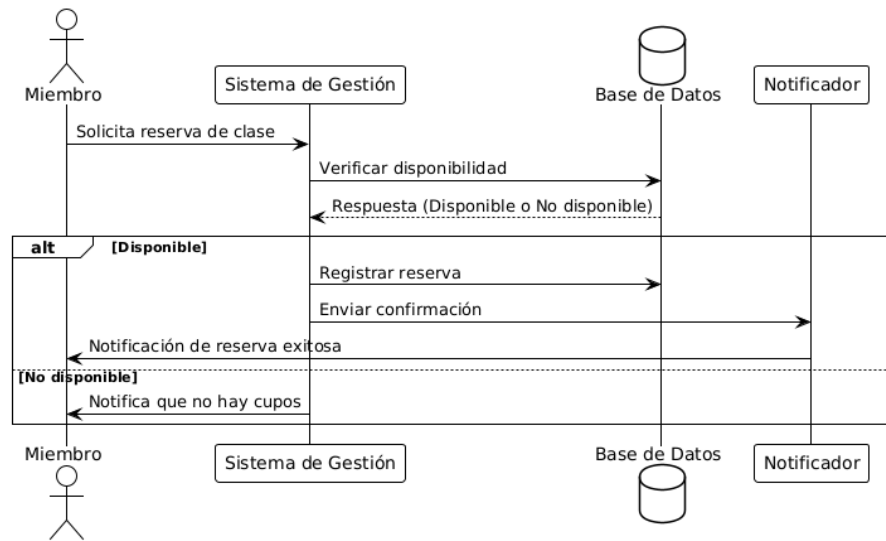 Miembro
Sistema de Gestión
Base de Datos
Notificador
Solicita reserva de clase
Verificar disponibilidad
Respuesta (Disponible o No disponible)
alt [Disponible]
Registrar reserva
Enviar confirmación
Notificación de reserva exitosa
[No disponible]
Notifica que no hay cupos
Miembro
Sistema de Gestión
Base de Datos
Notificador